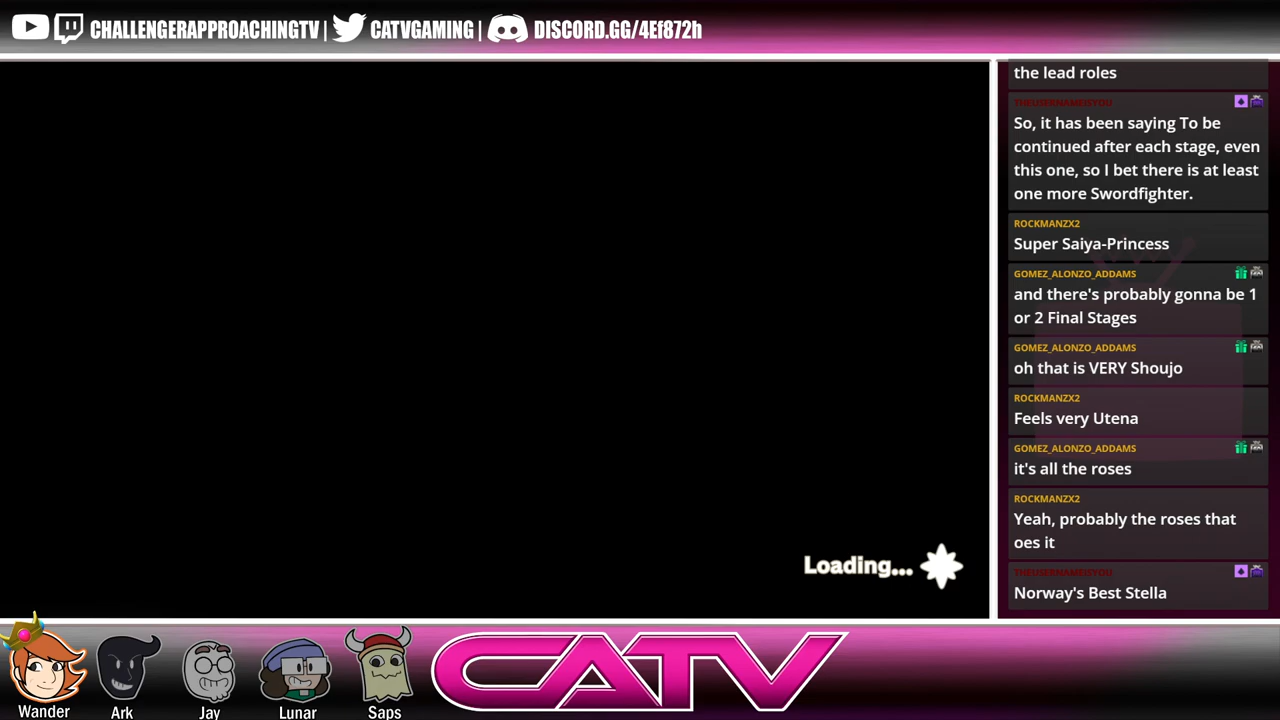 CHALLENGERAPPROACHINGTV | CATVGAMING | DISCORD.GG/4Ef872h
the lead roles
THEUSERNAMEISYOU
So, it has been saying To be
continued after each stage, even
this one, so I bet there is at least
one more Swordfighter.
ROCKMANZX2
Super Saiya-Princess
GOMEZ_ALONZO_ADDAMS
and there's probably gonna be 1
or 2 Final Stages
GOMEZ_ALONZO_ADDAMS
oh that is VERY Shoujo
ROCKMANZX2
Feels very Utena
GOMEZ_ALONZO_ADDAMS
it's all the roses
ROCKMANZX2
Yeah, probably the roses that
oes it
THEUSERNAMEISYOU
Norway's Best Stella
Loading...
CATV
Wander
Ark
Jay
Lunar
Saps